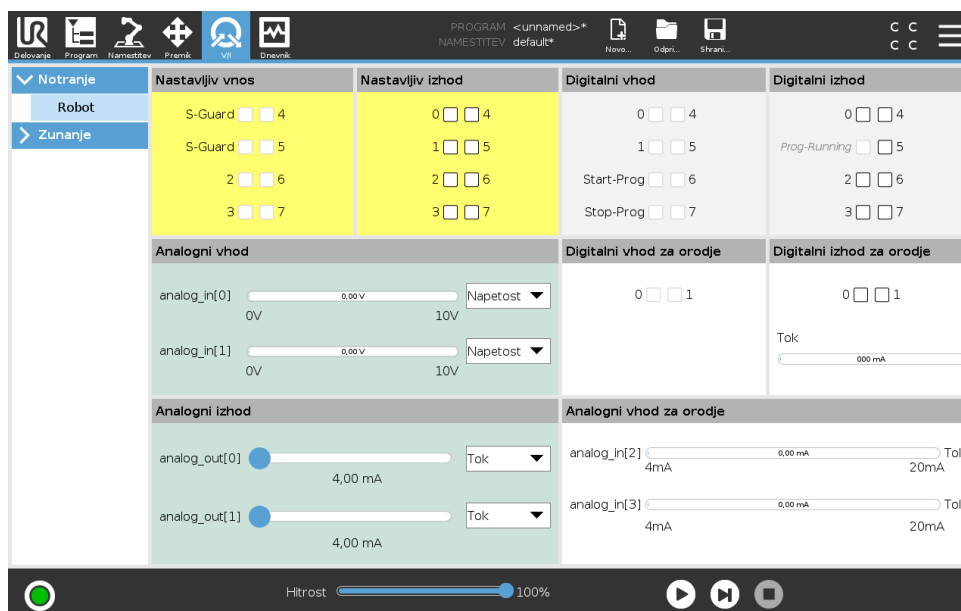 PROGRAM <unnamed>*
NAMESTITEV default*
Delovanje Program Namestitev Premik V/I Dnevnik
Novo... Odpri... Shrani...
C C
C C
Notranje
Robot
Zunanje
Nastavljiv vnos
S-Guard 4
S-Guard 5
2 6
3 7
Nastavljiv izhod
0 4
1 5
2 6
3 7
Digitalni vhod
0 4
1 5
Start-Prog 6
Stop-Prog 7
Digitalni izhod
0 4
Prog-Running 5
2 6
3 7
Analogni vhod
analog_in[0] 0,00 V Napetost
0V 10V
analog_in[1] 0,00 V Napetost
0V 10V
Digitalni vhod za orodje
0 1
Digitalni izhod za orodje
0 1
Tok
000 mA
Analogni izhod
analog_out[0] Tok
4,00 mA
analog_out[1] Tok
4,00 mA
Analogni vhod za orodje
analog_in[2] 0,00 mA Tok
4mA 20mA
analog_in[3] 0,00 mA Tok
4mA 20mA
Hitrost 100%